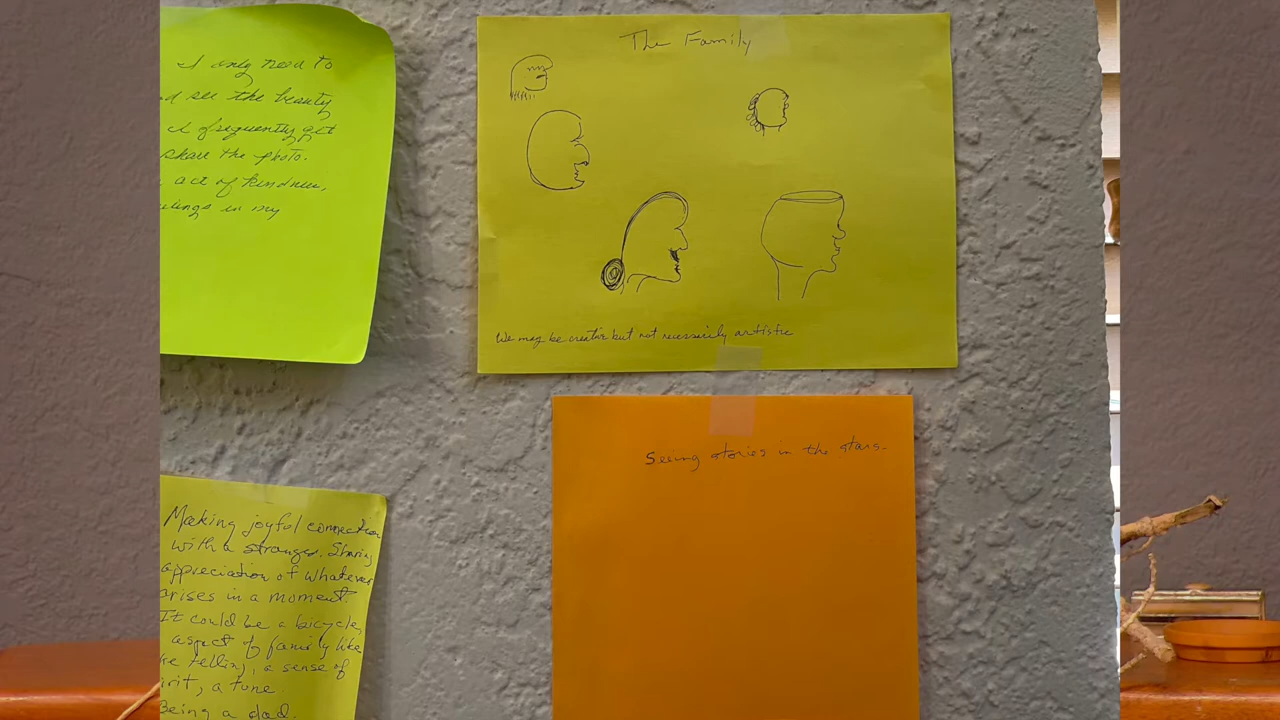 I only need to
see the beauty
I frequently get
share the photo.
act of kindness,
in my
The Family
We may be creative but not necessirily artistic
Seeing stories in the stars-
Making joyful connection
with a stranger. Sharing
appreciation of whatever
arises in a moment.
It could be a bicycle,
aspect of family like
telling, a sense of
a tune.
Being a dad.